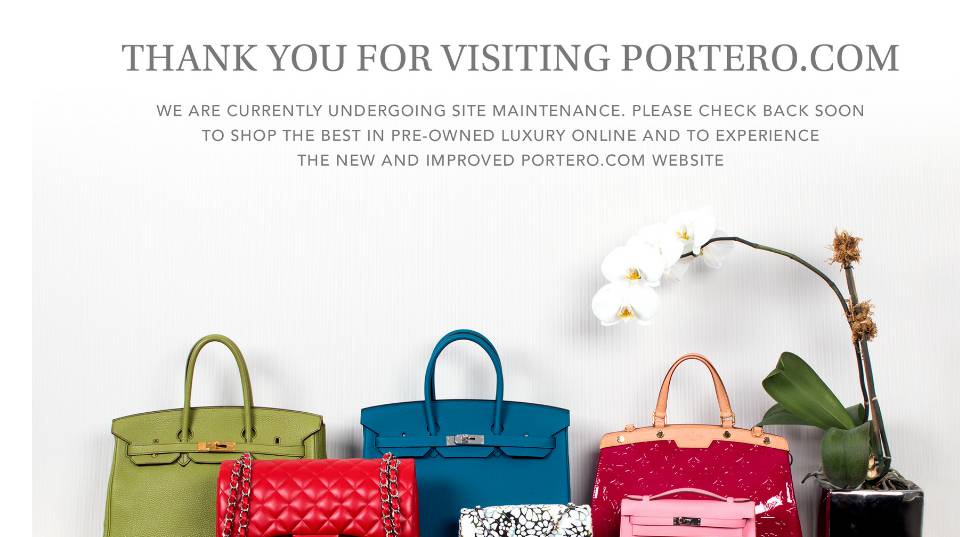 THANK YOU FOR VISITING PORTERO.COM
WE ARE CURRENTLY UNDERGOING SITE MAINTENANCE. PLEASE CHECK BACK SOON
TO SHOP THE BEST IN PRE-OWNED LUXURY ONLINE AND TO EXPERIENCE
THE NEW AND IMPROVED PORTERO.COM WEBSITE